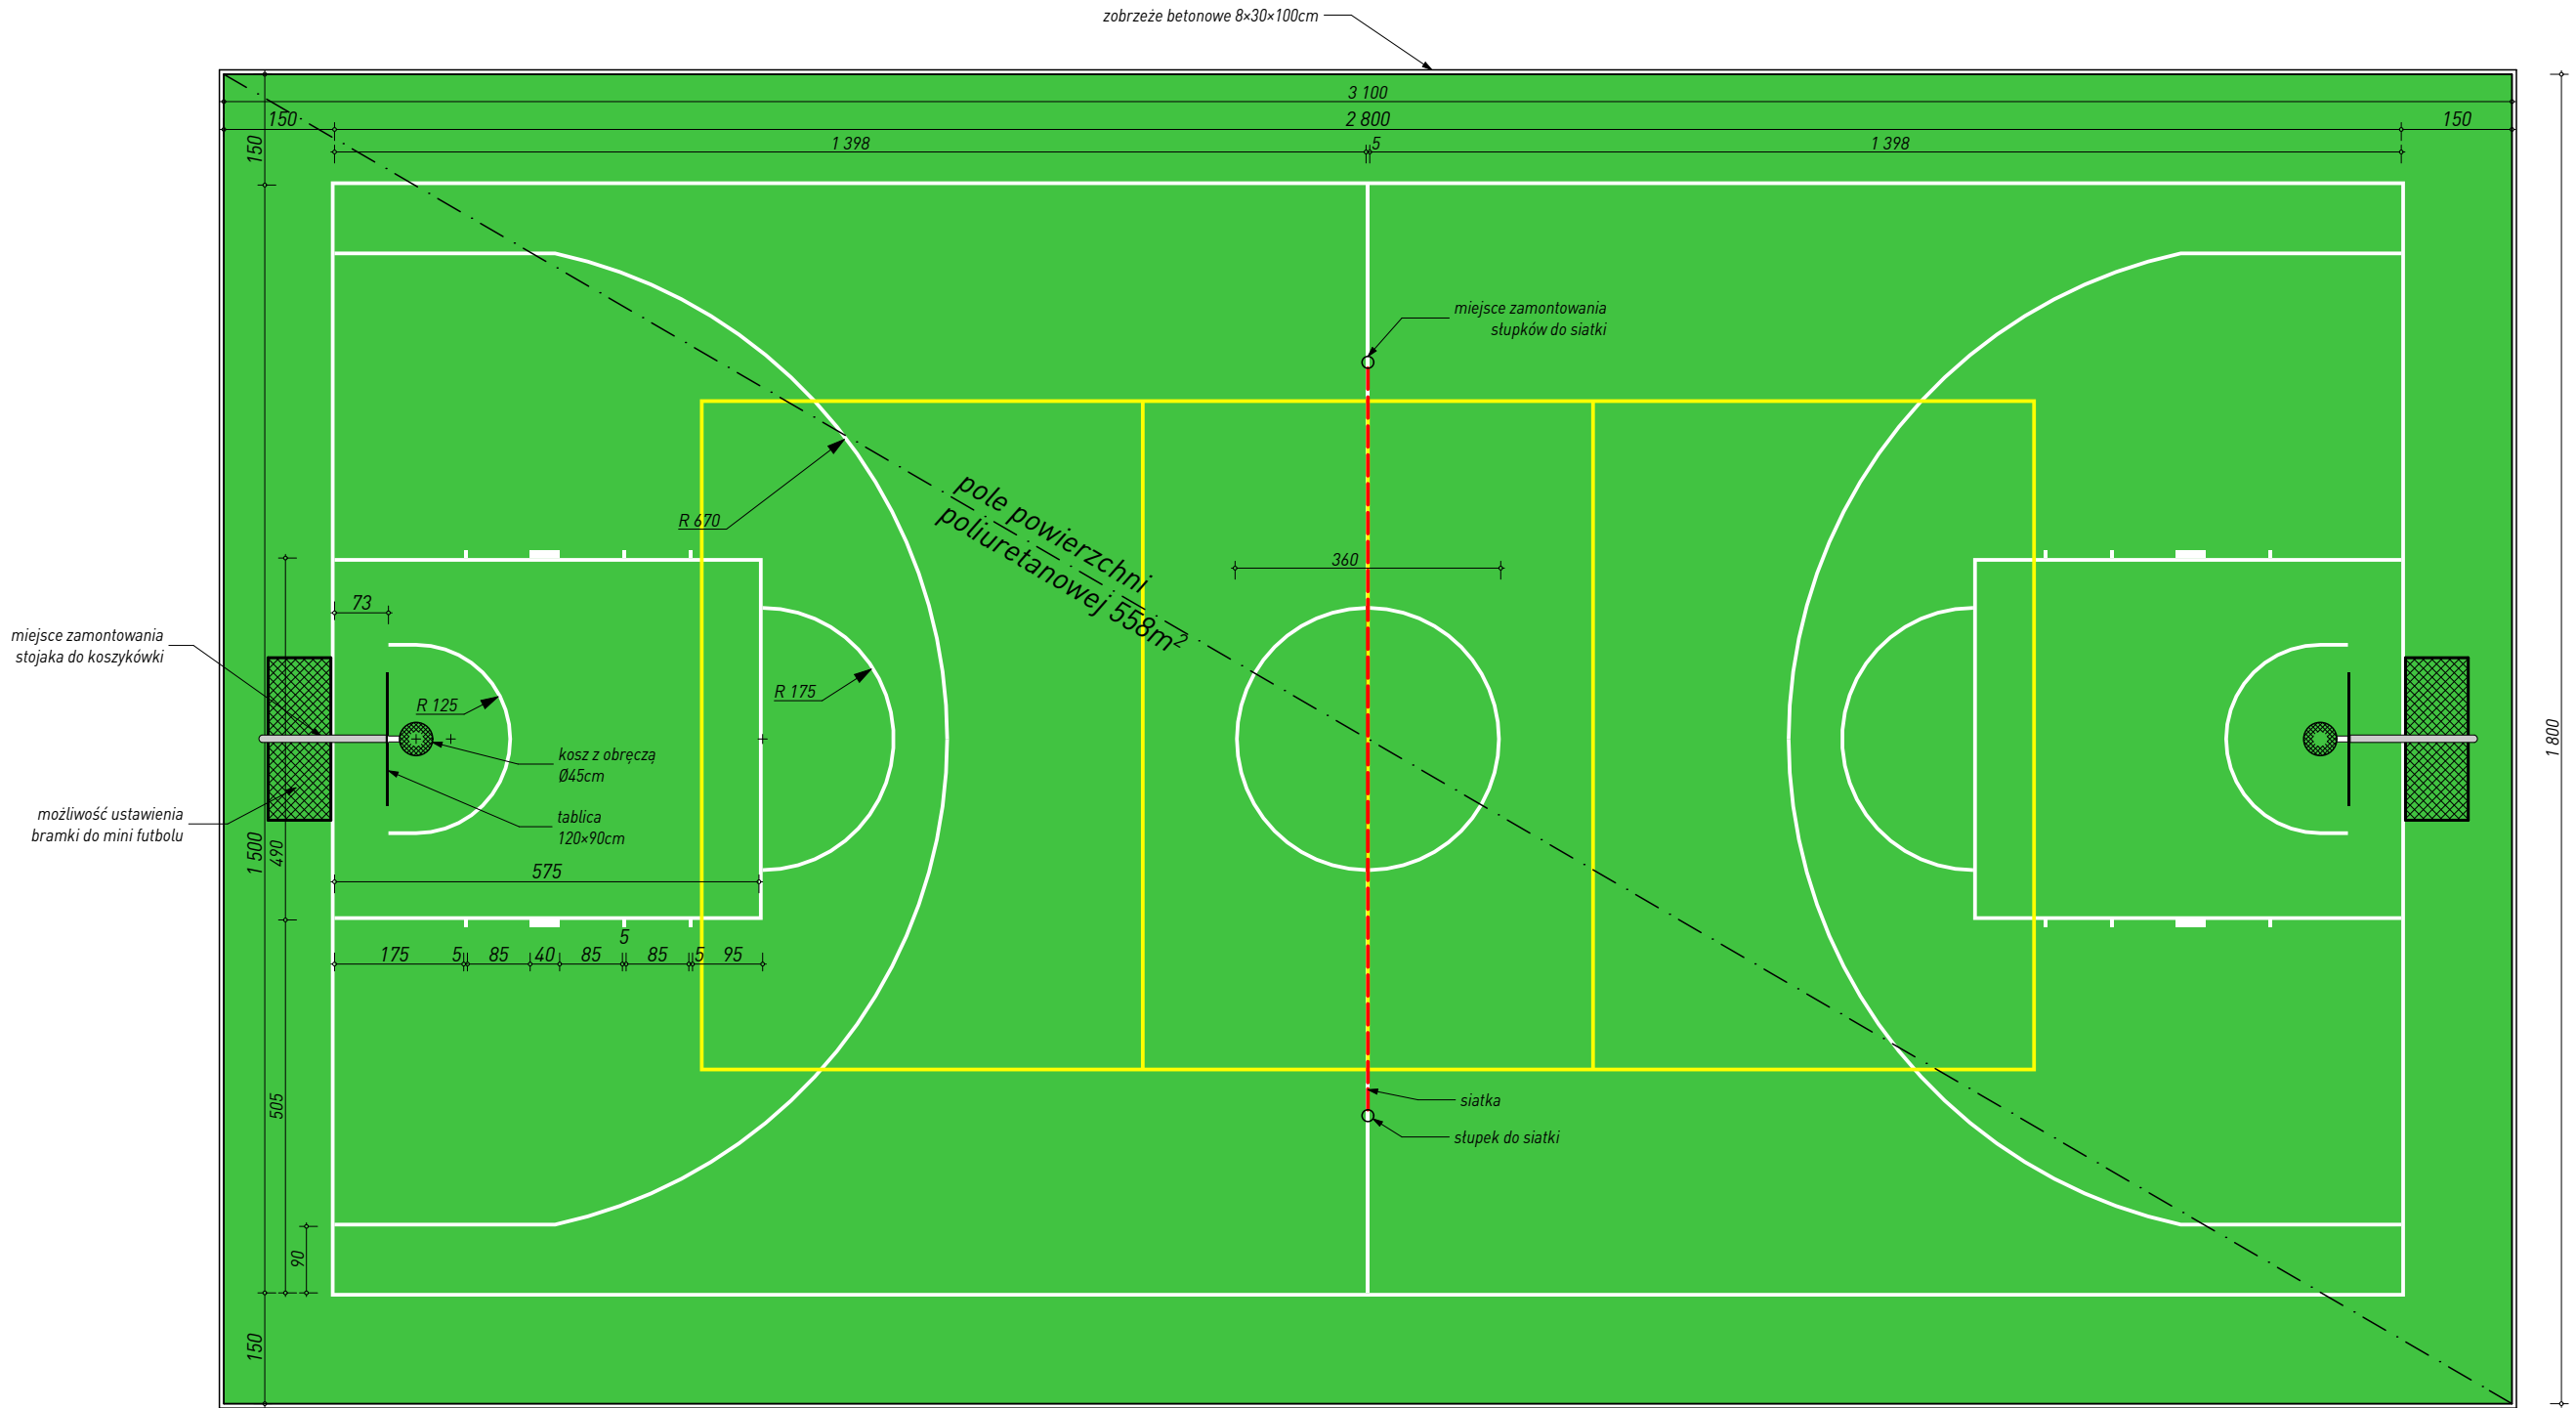 zobrzeże betonowe 8×30×100cm
3 100
150
2 800
150
1 398
5
1 398
150
miejsce zamontowania
słupków do siatki
R 670
pole powierzchni
poliuretanowej 558m²
360
73
miejsce zamontowania
stojaka do koszykówki
R 125
R 175
1 800
kosz z obręczą
Ø45cm
możliwość ustawienia
bramki do mini futbolu
tablica
120×90cm
1 500
490
575
175
5
85
40
85
5
85
5
95
505
siatka
słupek do siatki
90
150